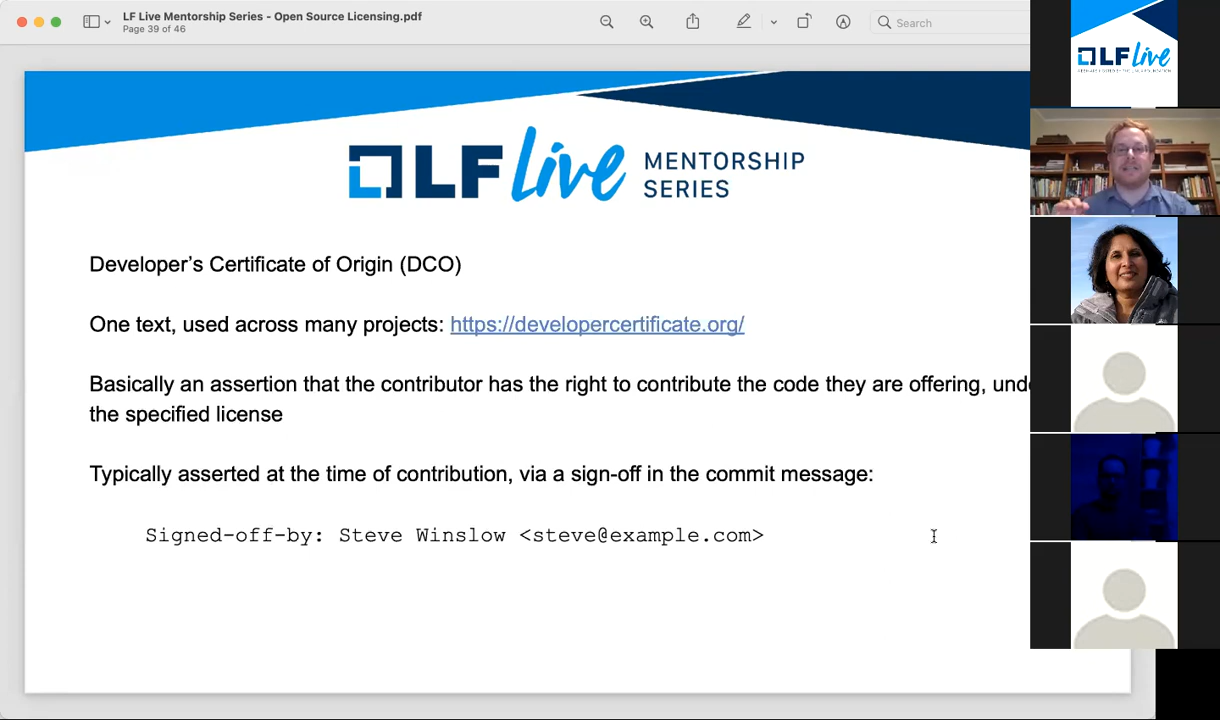 LF Live Mentorship Series - Open Source Licensing.pdf
Page 39 of 46
Search
LF Live MENTORSHIP
SERIES
Developer’s Certificate of Origin (DCO)
One text, used across many projects: https://developercertificate.org/
Basically an assertion that the contributor has the right to contribute the code they are offering, unde
the specified license
Typically asserted at the time of contribution, via a sign-off in the commit message:
Signed-off-by: Steve Winslow <steve@example.com>
LF Live